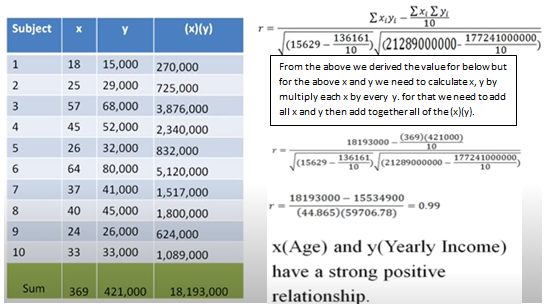 Subject x y (x)(y)
1 18 15,000 270,000
2 25 29,000 725,000
3 57 68,000 3,876,000
4 45 52,000 2,340,000
5 26 32,000 832,000
6 64 80,000 5,120,000
7 37 41,000 1,517,000
8 40 45,000 1,800,000
9 24 26,000 624,000
10 33 33,000 1,089,000
Sum 369 421,000 18,193,000
r = (Σxᵢyᵢ − (Σxᵢ Σyᵢ)/10) / (√(15629 − 136161/10) √(21289000000 - 177241000000/10))
From the above we derived the value for below but
for the above x and y we need to calculate x, y by
multiply each x by every y. for that we need to add
all x and y then add together all of the (x)(y).
r = (18193000 − (369)(421000)/10) / (√(15629 − 136161/10) √(21289000000 − 177241000000/10))
r = (18193000 − 15534900) / ((44.865)(59706.78)) = 0.99
x(Age) and y(Yearly Income)
have a strong positive
relationship.